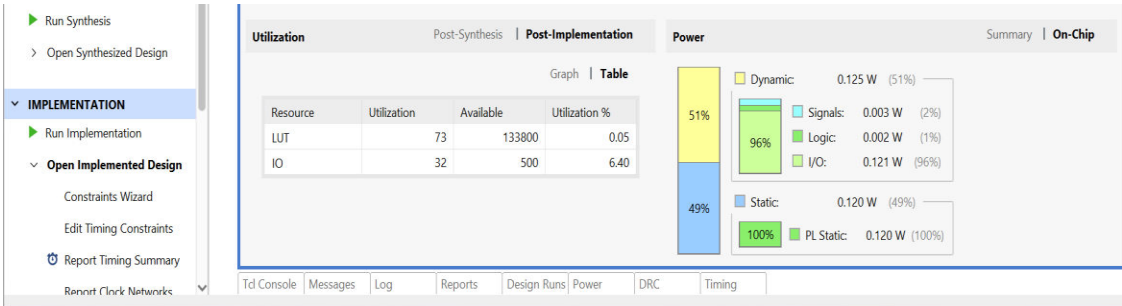 Run Synthesis
Open Synthesized Design
IMPLEMENTATION
Run Implementation
Open Implemented Design
Constraints Wizard
Edit Timing Constraints
Report Timing Summary
Report Clock Networks
Utilization Post-Synthesis | Post-Implementation
Graph | Table
Resource Utilization Available Utilization %
LUT 73 133800 0.05
IO 32 500 6.40
Power Summary | On-Chip
51%
49%
Dynamic: 0.125 W (51%)
96%
Signals: 0.003 W (2%)
Logic: 0.002 W (1%)
I/O: 0.121 W (96%)
Static: 0.120 W (49%)
100% PL Static: 0.120 W (100%)
Tcl Console Messages Log Reports Design Runs Power DRC Timing